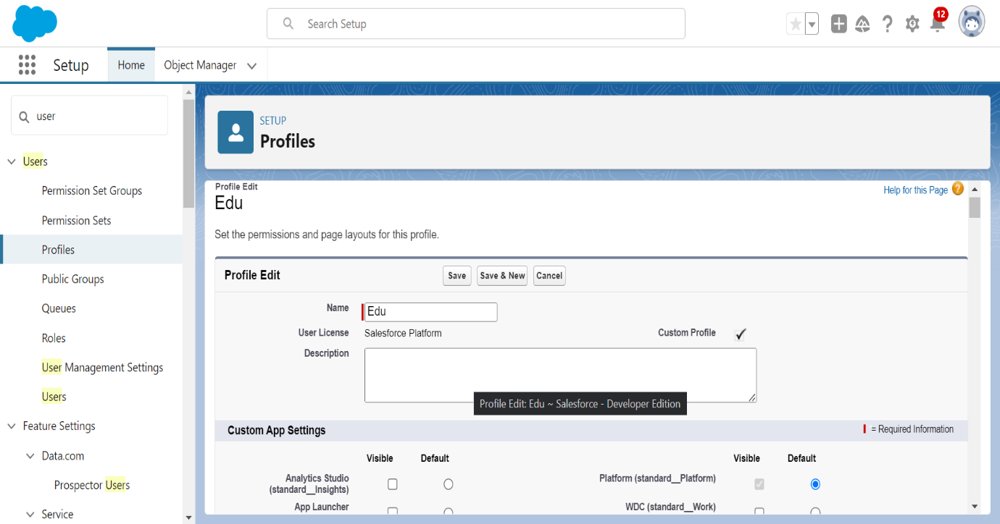 Search Setup
12
Setup
Home
Object Manager
user
Users
Permission Set Groups
Permission Sets
Profiles
Public Groups
Queues
Roles
User Management Settings
Users
Feature Settings
Data.com
Prospector Users
Service
SETUP
Profiles
Profile Edit
Edu
Help for this Page ?
Set the permissions and page layouts for this profile.
Profile Edit
Save
Save & New
Cancel
Name
Edu
User License
Salesforce Platform
Custom Profile
Description
Profile Edit: Edu ~ Salesforce - Developer Edition
Custom App Settings
= Required Information
Visible Default
Visible Default
Analytics Studio
(standard__Insights)
Platform (standard__Platform)
App Launcher
WDC (standard__Work)